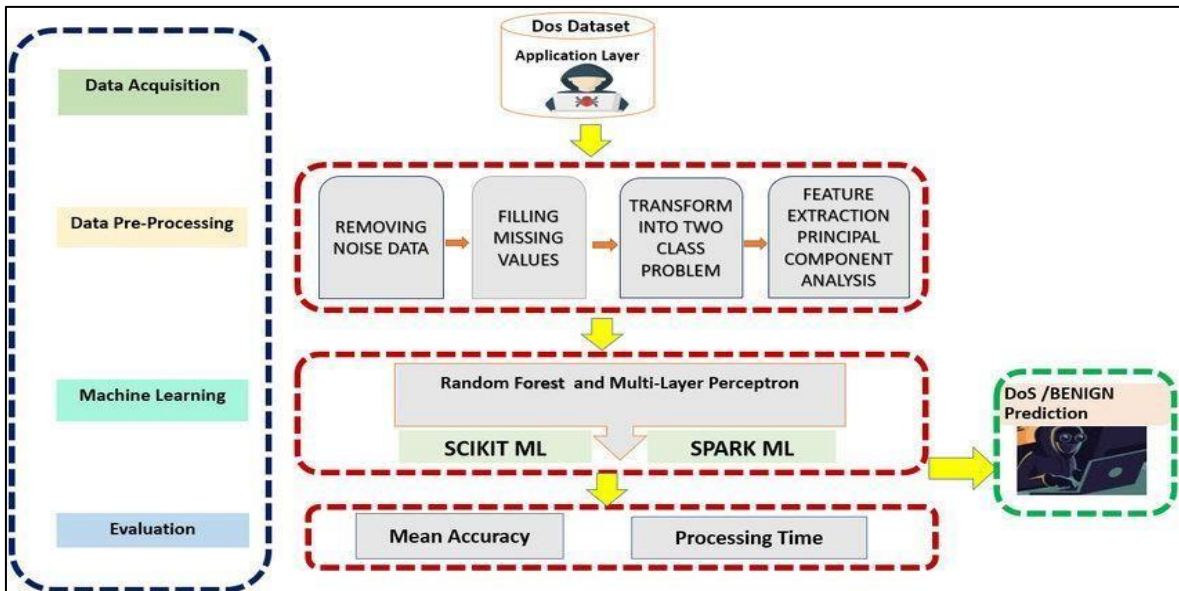 Dos Dataset
Application Layer
Data Acquisition
Data Pre-Processing
REMOVING
NOISE DATA
FILLING
MISSING
VALUES
TRANSFORM
INTO TWO
CLASS
PROBLEM
FEATURE
EXTRACTION
PRINCIPAL
COMPONENT
ANALYSIS
Machine Learning
Random Forest and Multi-Layer Perceptron
SCIKIT ML
SPARK ML
DoS /BENIGN
Prediction
Evaluation
Mean Accuracy
Processing Time